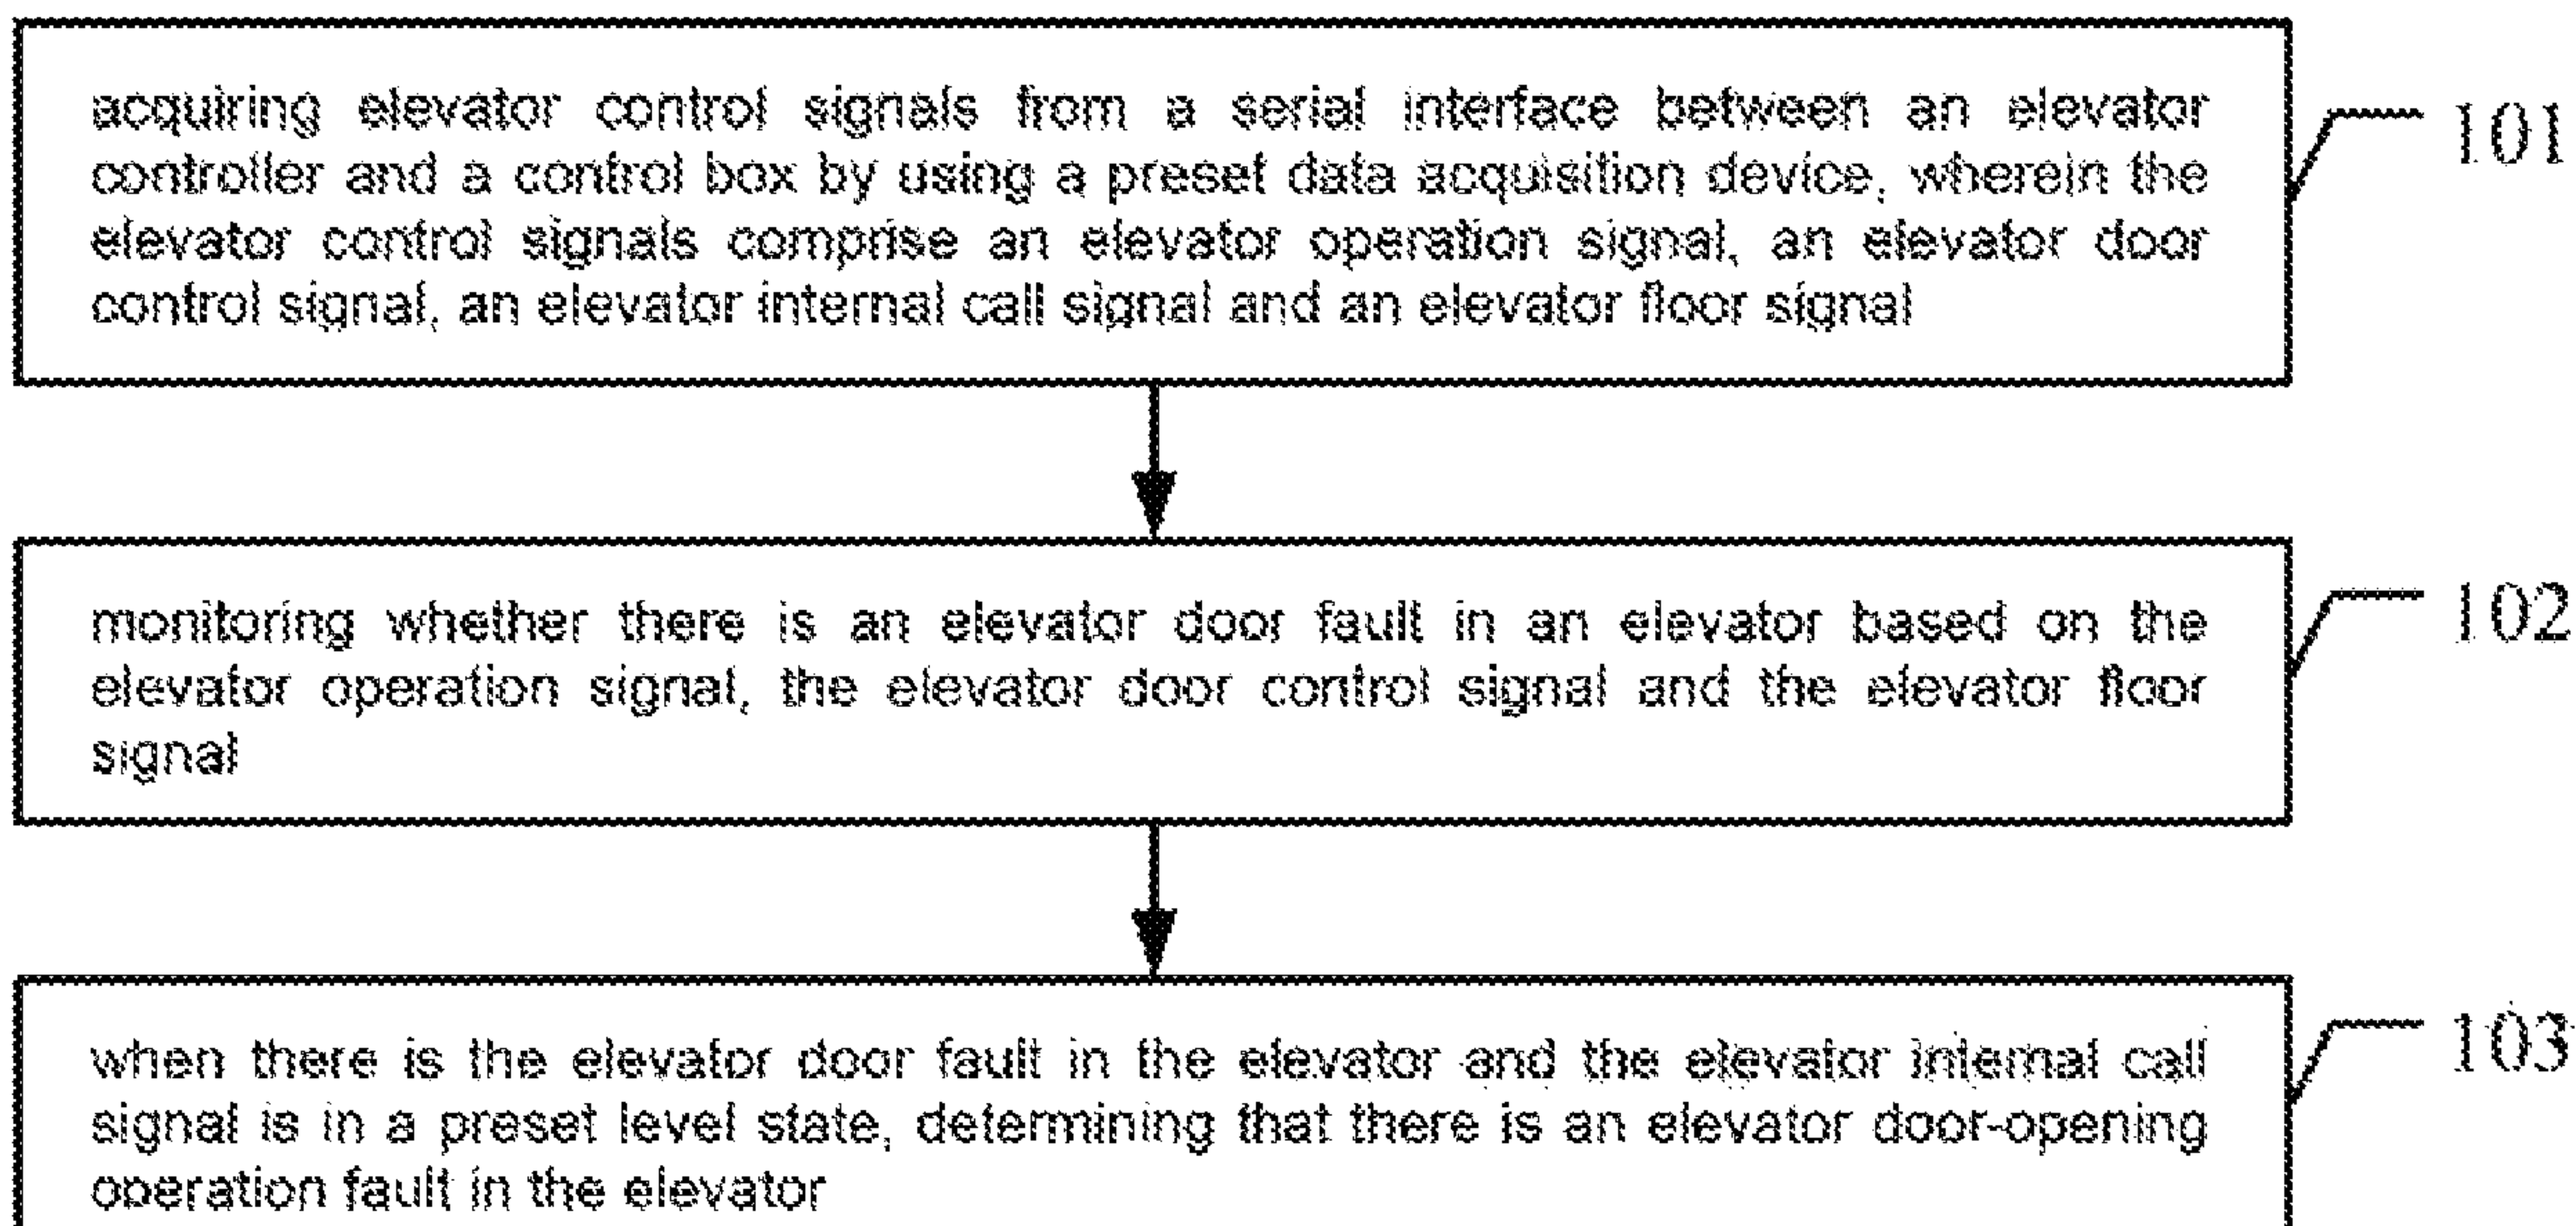 acquiring elevator control signals from a serial interface between an elevator
controller and a control box by using a preset data acquisition device, wherein the
elevator control signals comprise an elevator operation signal, an elevator door
control signal, an elevator internal call signal and an elevator floor signal
101
monitoring whether there is an elevator door fault in an elevator based on the
elevator operation signal, the elevator door control signal and the elevator floor
signal
102
when there is the elevator door fault in the elevator and the elevator internal call
signal is in a preset level state, determining that there is an elevator door-opening
operation fault in the elevator
103